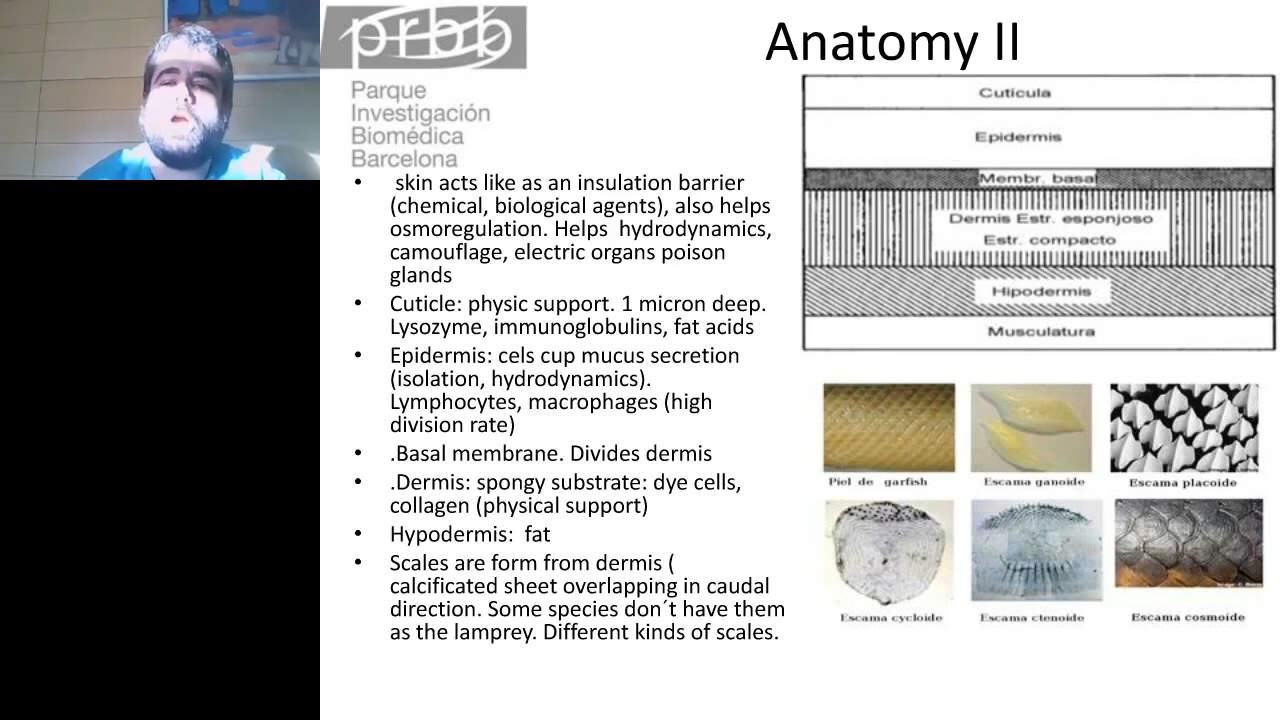 prbb
Parque
Investigación
Biomédica
Barcelona
Anatomy II
• skin acts like as an insulation barrier
(chemical, biological agents), also helps
osmoregulation. Helps hydrodynamics,
camouflage, electric organs poison
glands
• Cuticle: physic support. 1 micron deep.
Lysozyme, immunoglobulins, fat acids
• Epidermis: cels cup mucus secretion
(isolation, hydrodynamics).
Lymphocytes, macrophages (high
division rate)
• .Basal membrane. Divides dermis
• .Dermis: spongy substrate: dye cells,
collagen (physical support)
• Hypodermis: fat
• Scales are form from dermis (
calcificated sheet overlapping in caudal
direction. Some species don´t have them
as the lamprey. Different kinds of scales.
Cutícula
Epidermis
Membr. basal
Dermis Estr. esponjoso
Estr. compacto
Hipodermis
Musculatura
Piel de garfish
Escama ganoide
Escama placoide
Escama cycloide
Escama ctenoide
Escama cosmoide